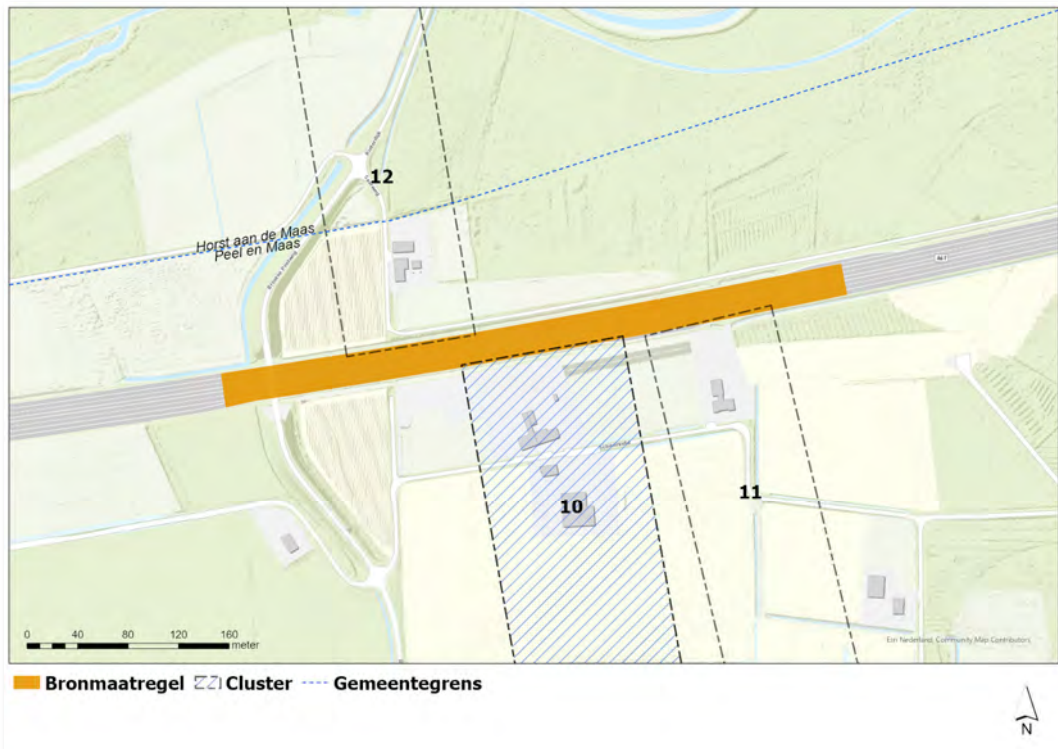 12
Horst aan de Maas
Peel en Maas
11
10
0 40 80 120 160
meter
Esri Nederland, Community Map Contributors
Bronmaatregel Cluster Gemeentegrens
N